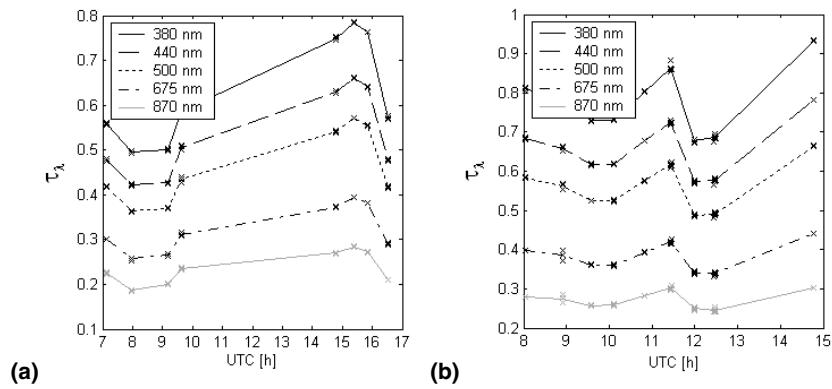 0.8
0.7
0.6
0.5
0.4
0.3
0.2
0.1
τλ
380 nm
440 nm
500 nm
675 nm
870 nm
7 8 9 10 11 12 13 14 15 16 17
UTC [h]
(a)
1
0.9
0.8
0.7
0.6
0.5
0.4
0.3
0.2
τλ
380 nm
440 nm
500 nm
675 nm
870 nm
8 9 10 11 12 13 14 15
UTC [h]
(b)